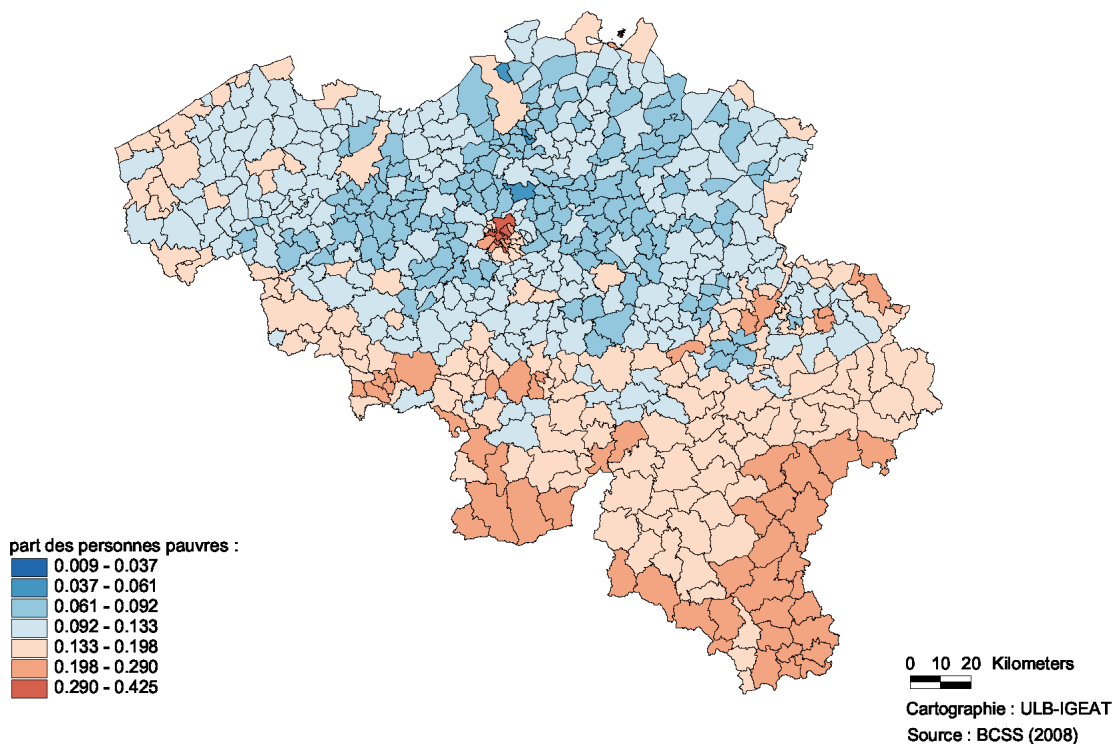 part des personnes pauvres :
0.009 - 0.037
0.037 - 0.061
0.061 - 0.092
0.092 - 0.133
0.133 - 0.198
0.198 - 0.290
0.290 - 0.425
0 10 20 Kilometers
Cartographie : ULB-IGEAT
Source : BCSS (2008)